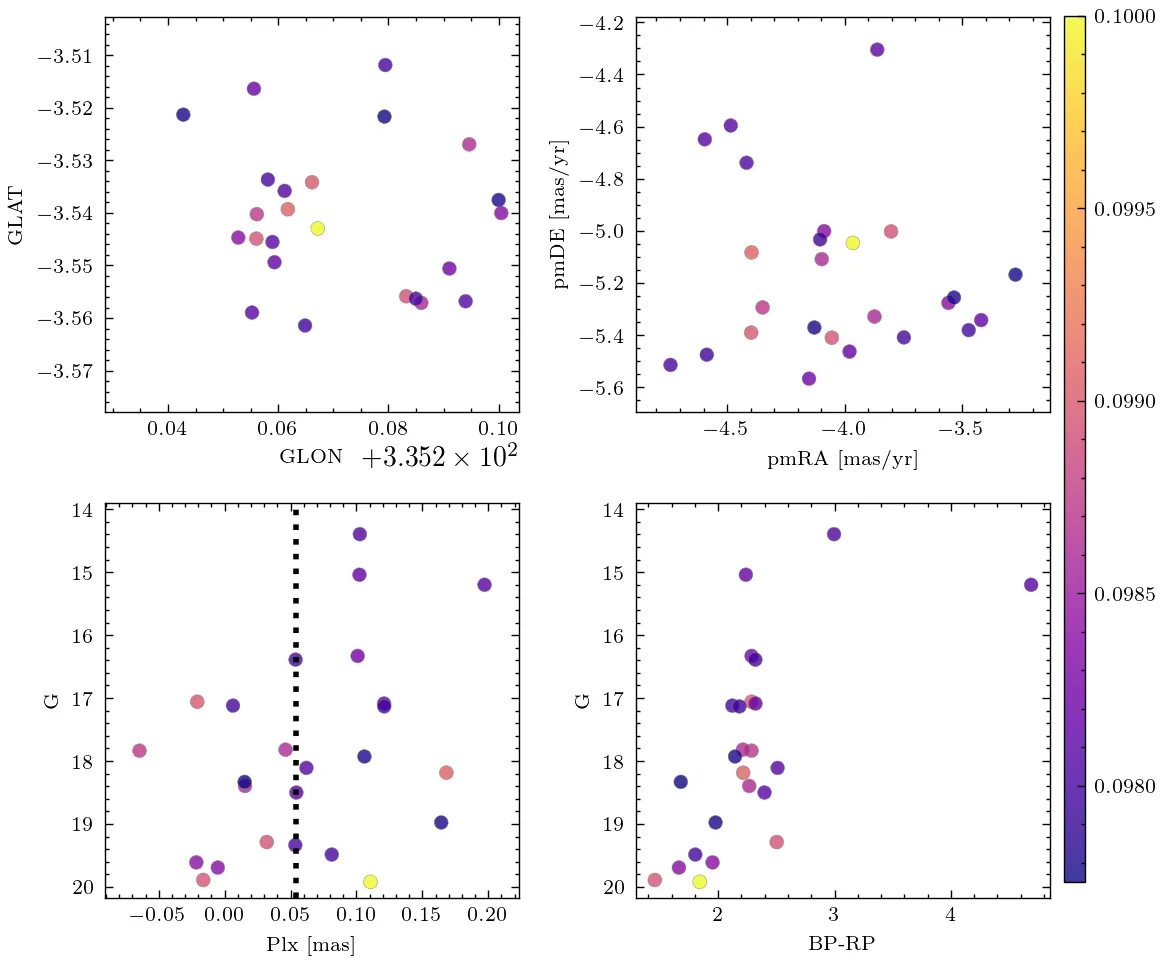 −3.51
−3.52
−3.53
−3.54
−3.55
−3.56
−3.57
GLAT
0.04 0.06 0.08 0.10
GLON +3.352 × 10²
−4.2
−4.4
−4.6
−4.8
−5.0
−5.2
−5.4
−5.6
pmDE [mas/yr]
−4.5 −4.0 −3.5
pmRA [mas/yr]
14
15
16
17
18
19
20
G
−0.05 0.00 0.05 0.10 0.15 0.20
Plx [mas]
14
15
16
17
18
19
20
G
2 3 4
BP-RP
0.1000
0.0995
0.0990
0.0985
0.0980